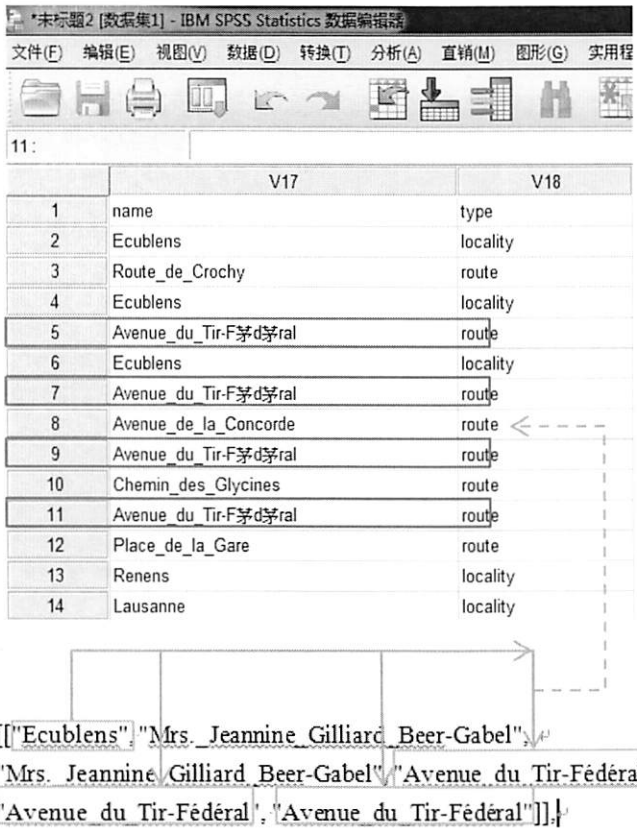 *未标题2 [数据集1] - IBM SPSS Statistics 数据编辑器
文件(F) 编辑(E) 视图(V) 数据(D) 转换(T) 分析(A) 直销(M) 图形(G) 实用程
11 :
V17 V18
1 name type
2 Ecublens locality
3 Route_de_Crochy route
4 Ecublens locality
5 Avenue_du_Tir-F茅d茅ral route
6 Ecublens locality
7 Avenue_du_Tir-F茅d茅ral route
8 Avenue_de_la_Concorde route
9 Avenue_du_Tir-F茅d茅ral route
10 Chemin_des_Glycines route
11 Avenue_du_Tir-F茅d茅ral route
12 Place_de_la_Gare route
13 Renens locality
14 Lausanne locality
[["Ecublens", "Mrs._Jeannine_Gilliard_Beer-Gabel",
"Mrs._Jeannine_Gilliard_Beer-Gabel", "Avenue_du_Tir-Fédéra
"Avenue_du_Tir-Fédéral", "Avenue_du_Tir-Fédéral"]],